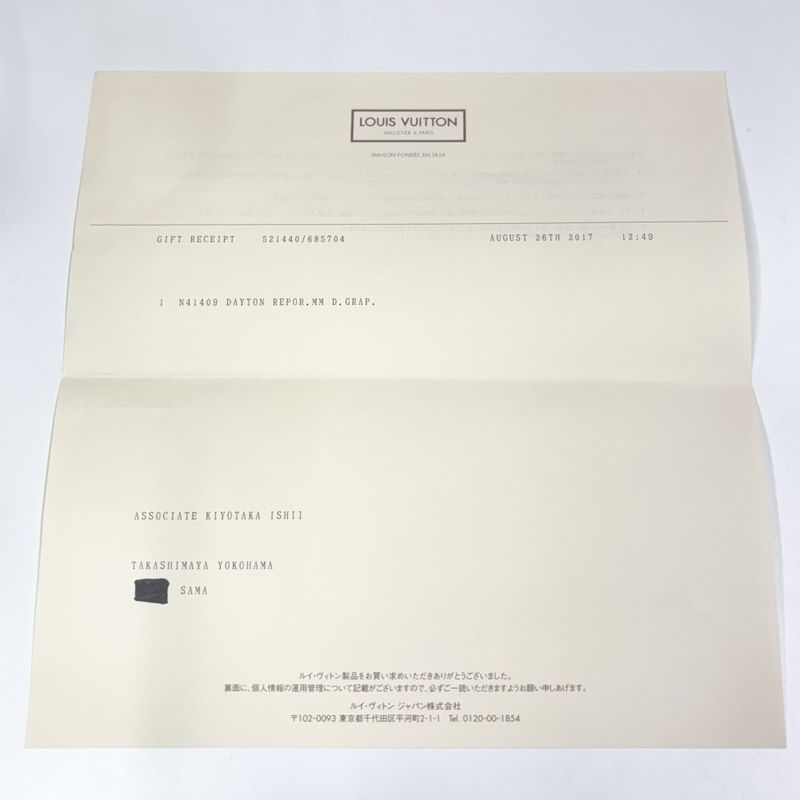 LOUIS VUITTON
MALLETIER A PARIS
MAISON FONDÉE EN 1854
GIFT RECEIPT 521440/685704 AUGUST 26TH 2017 12:49
1 N41409 DAYTON REPOR.MM D.GRAP.
ASSOCIATE KIYOTAKA ISHII
TAKASHIMAYA YOKOHAMA
SAMA
ルイ・ヴィトン製品をお買い求めいただきありがとうございました。
裏面に、個人情報の運用管理について記載がございますので、必ずご一読いただきますようお願い申しあげます。
ルイ・ヴィトン ジャパン株式会社
〒102-0093 東京都千代田区平河町2-1-1 Tel. 0120-00-1854